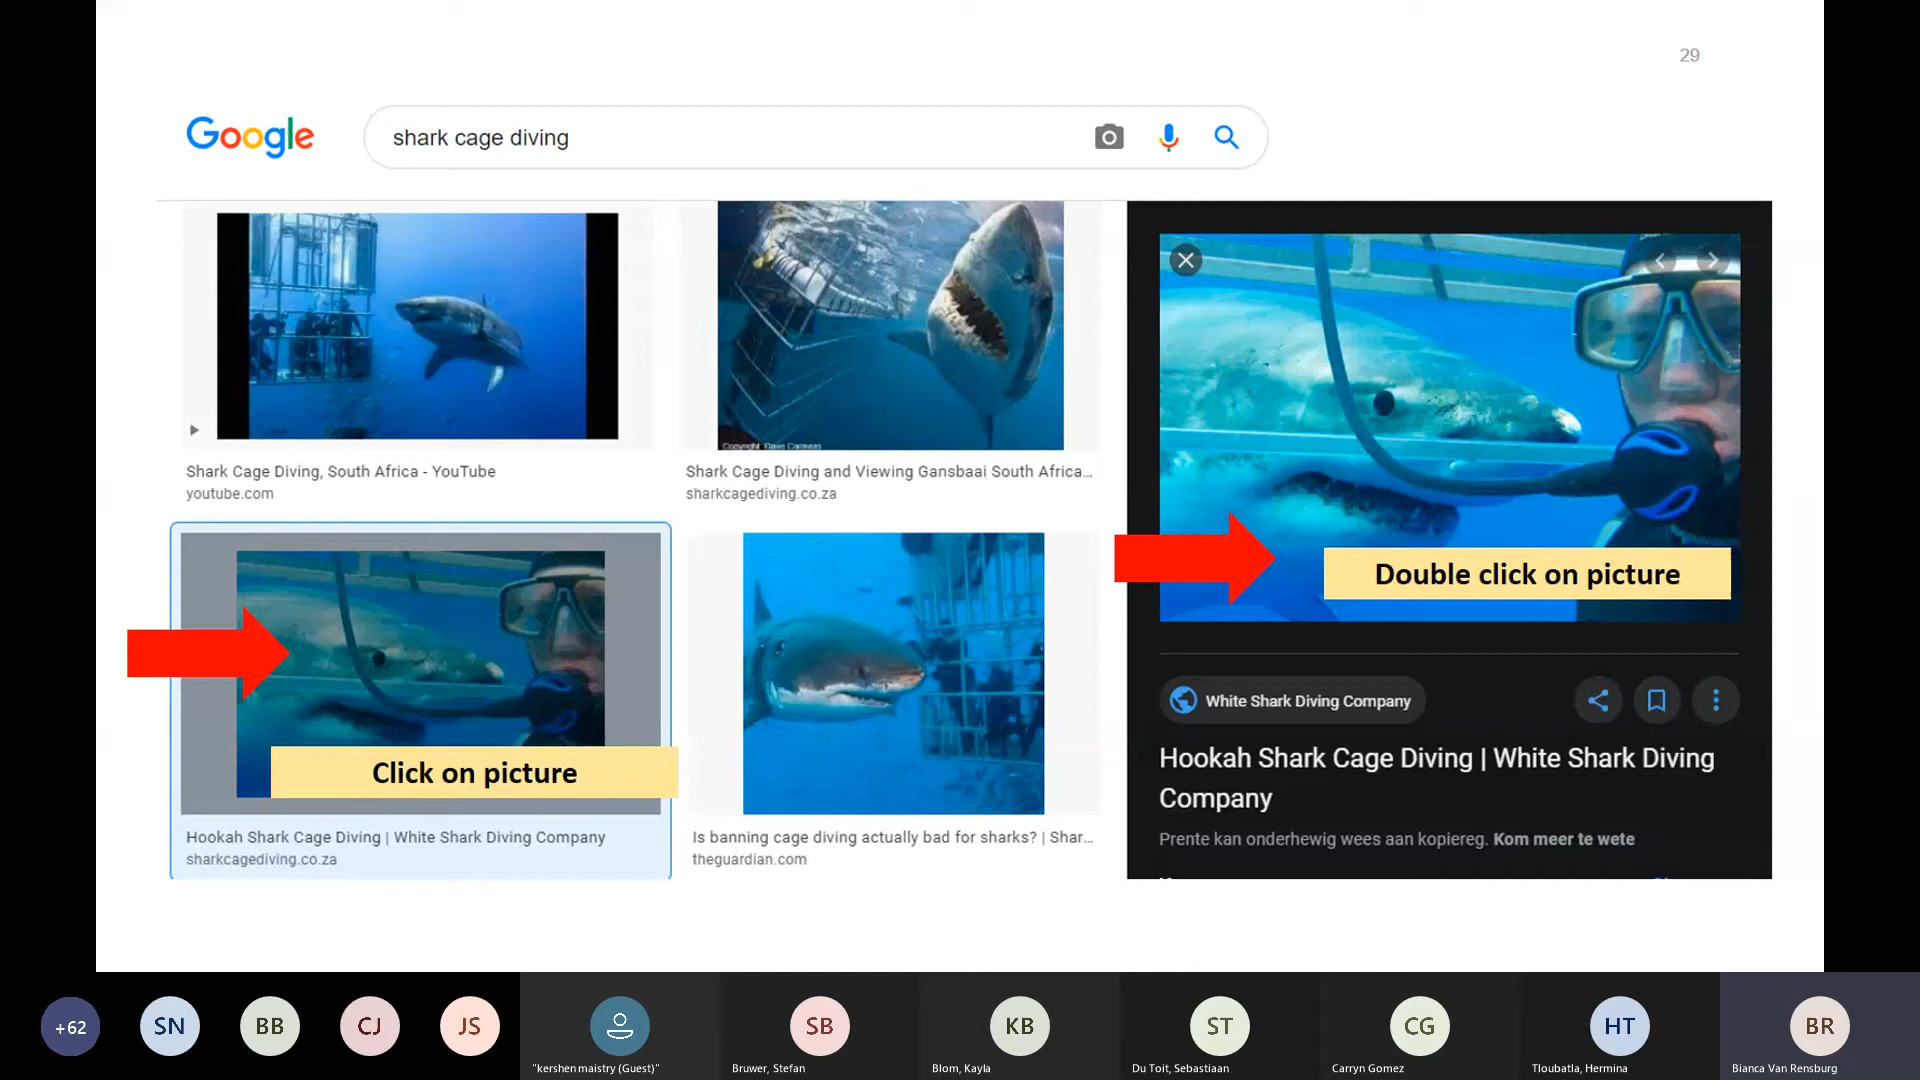 29
Google
shark cage diving
Copyright Dave Caravias
Shark Cage Diving, South Africa - YouTube
youtube.com
Shark Cage Diving and Viewing Gansbaai South Africa...
sharkcagediving.co.za
Click on picture
Hookah Shark Cage Diving | White Shark Diving Company
sharkcagediving.co.za
Is banning cage diving actually bad for sharks? | Shar...
theguardian.com
Double click on picture
White Shark Diving Company
Hookah Shark Cage Diving | White Shark Diving
Company
Prente kan onderhewig wees aan kopiereg. Kom meer te wete
+62
SN
BB
CJ
JS
"kershen maistry (Guest)"
SB
Bruwer, Stefan
KB
Blom, Kayla
ST
Du Toit, Sebastiaan
CG
Carryn Gomez
HT
Tloubatla, Hermina
BR
Bianca Van Rensburg